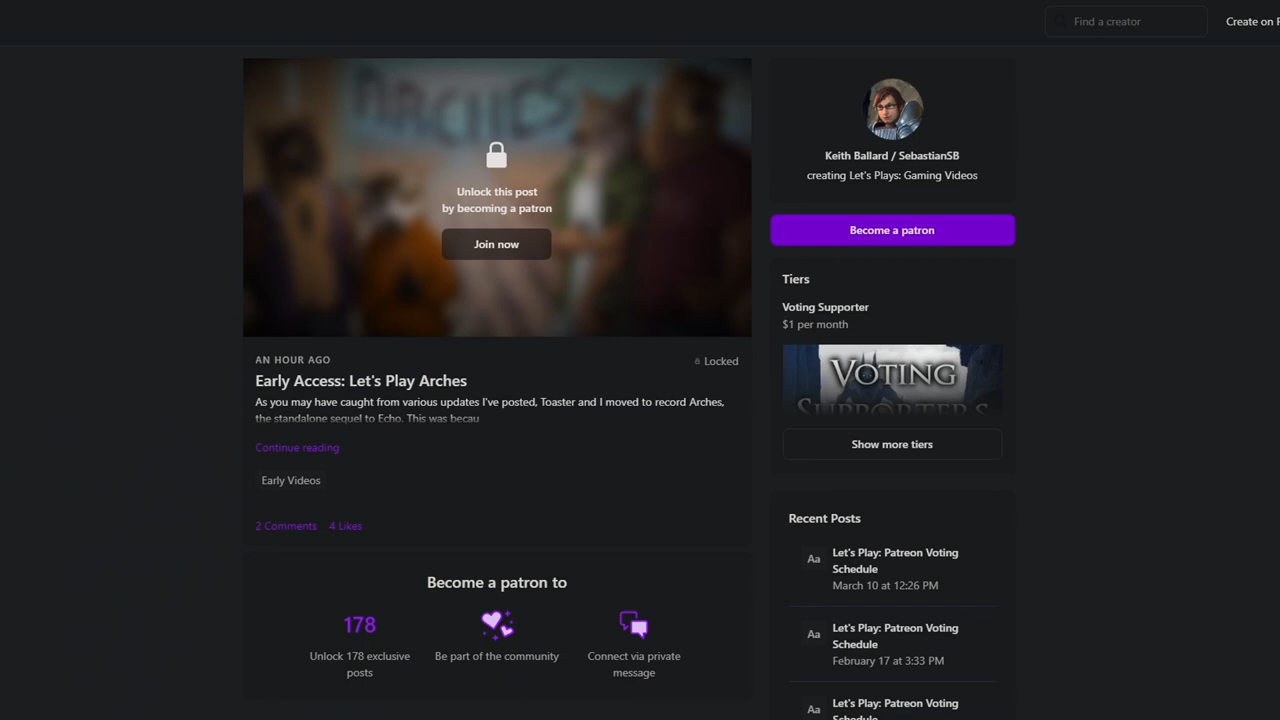 Find a creator
Create on
ARCHES
Unlock this post
by becoming a patron
Join now
Keith Ballard / SebastianSB
creating Let's Plays: Gaming Videos
Become a patron
Tiers
Voting Supporter
$1 per month
VOTING
SUPPORTERS
Show more tiers
AN HOUR AGO
Locked
Early Access: Let's Play Arches
As you may have caught from various updates I've posted, Toaster and I moved to record Arches,
the standalone sequel to Echo. This was becau
Continue reading
Early Videos
2 Comments 4 Likes
Become a patron to
178
Unlock 178 exclusive
posts
Be part of the community
Connect via private
message
Recent Posts
Aa
Let's Play: Patreon Voting
Schedule
March 10 at 12:26 PM
Aa
Let's Play: Patreon Voting
Schedule
February 17 at 3:33 PM
Aa
Let's Play: Patreon Voting
Schedule